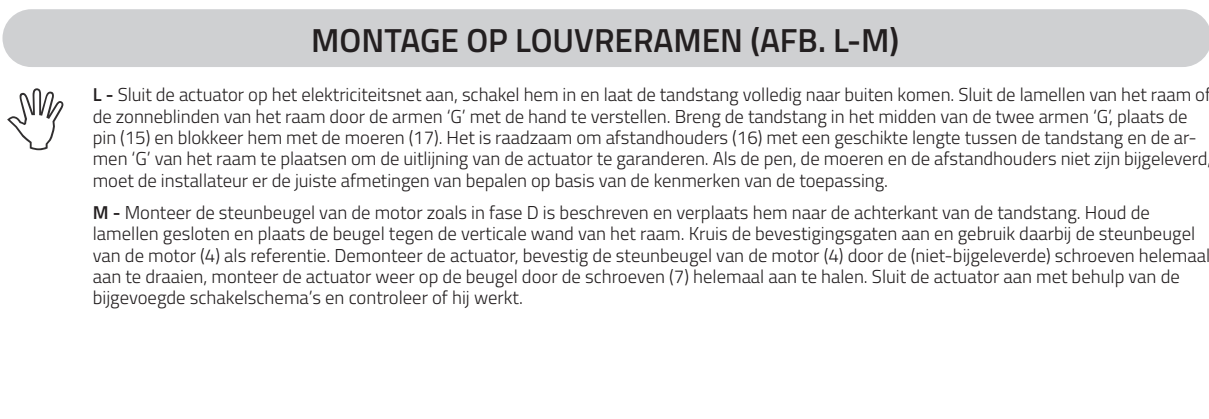 MONTAGE OP LOUVRERAMEN (AFB. L-M)
L - Sluit de actuator op het elektriciteitsnet aan, schakel hem in en laat de tandstang volledig naar buiten komen. Sluit de lamellen van het raam of
de zonneblinden van het raam door de armen 'G' met de hand te verstellen. Breng de tandstang in het midden van de twee armen 'G', plaats de
pin (15) en blokkeer hem met de moeren (17). Het is raadzaam om afstandhouders (16) met een geschikte lengte tussen de tandstang en de ar-
men 'G' van het raam te plaatsen om de uitlijning van de actuator te garanderen. Als de pen, de moeren en de afstandhouders niet zijn bijgeleverd,
moet de installateur er de juiste afmetingen van bepalen op basis van de kenmerken van de toepassing.
M - Monteer de steunbeugel van de motor zoals in fase D is beschreven en verplaats hem naar de achterkant van de tandstang. Houd de
lamellen gesloten en plaats de beugel tegen de verticale wand van het raam. Kruis de bevestigingsgaten aan en gebruik daarbij de steunbeugel
van de motor (4) als referentie. Demonteer de actuator, bevestig de steunbeugel van de motor (4) door de (niet-bijgeleverde) schroeven helemaal
aan te draaien, monteer de actuator weer op de beugel door de schroeven (7) helemaal aan te halen. Sluit de actuator aan met behulp van de
bijgevoegde schakelschema's en controleer of hij werkt.